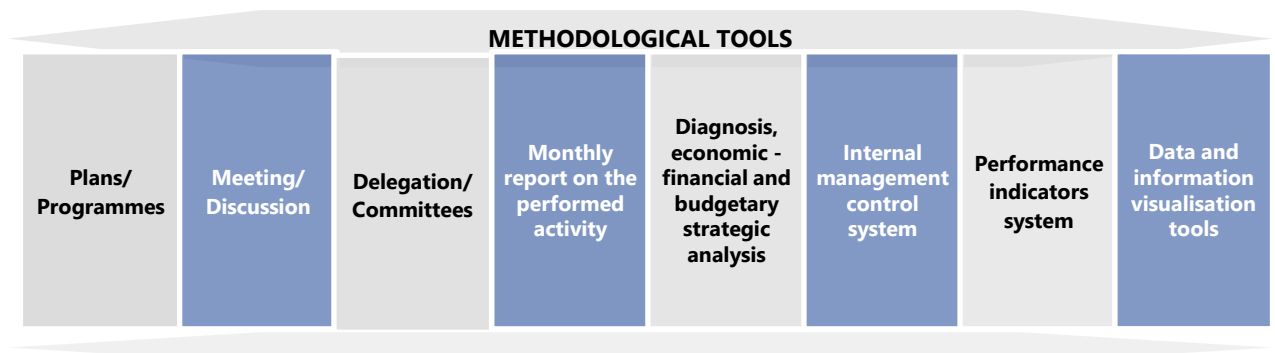 METHODOLOGICAL TOOLS
Plans/
Programmes
Meeting/
Discussion
Delegation/
Committees
Monthly
report on the
performed
activity
Diagnosis,
economic -
financial and
budgetary
strategic
analysis
Internal
management
control
system
Performance
indicators
system
Data and
information
visualisation
tools